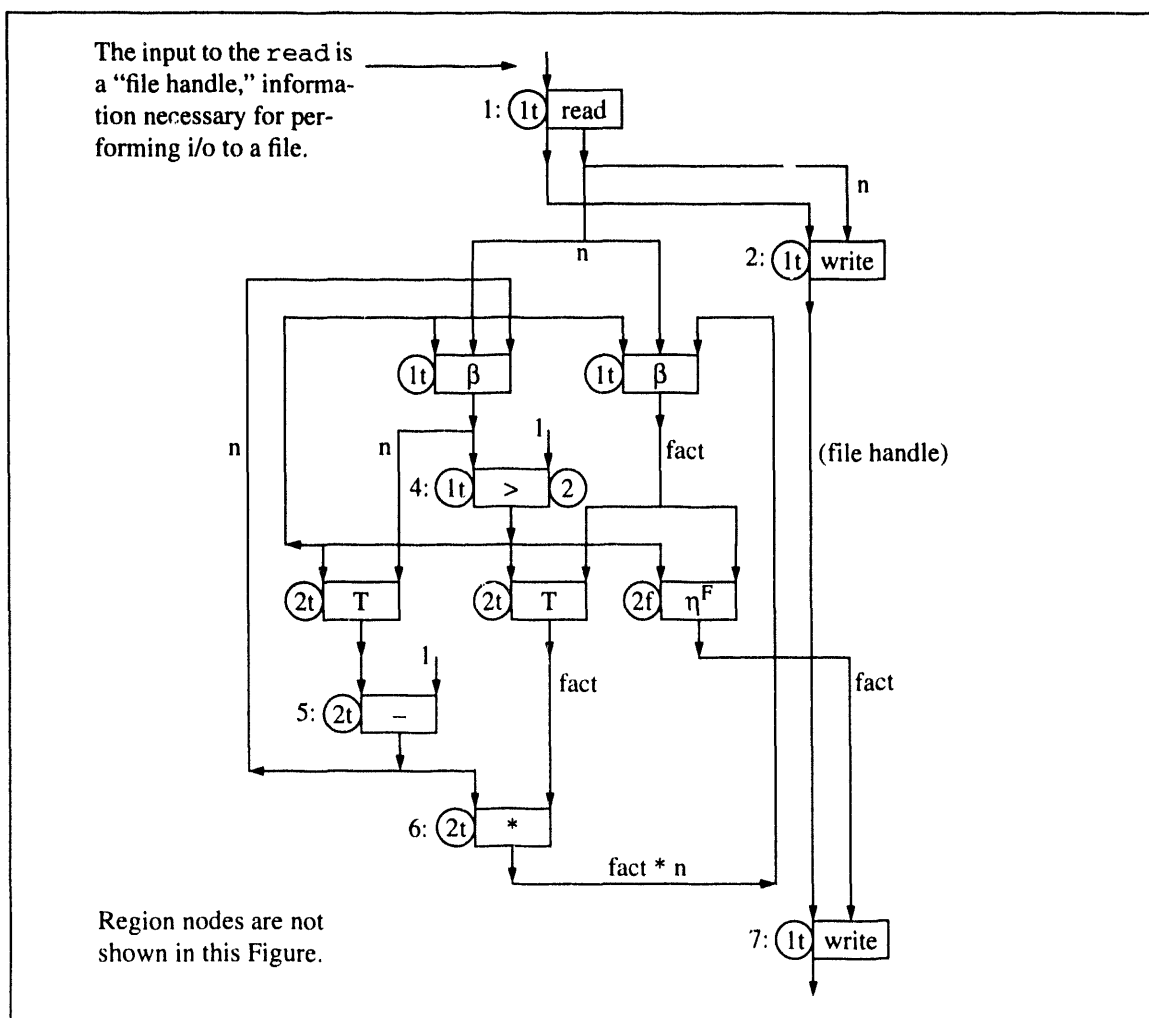 The input to the read is
a “file handle,” informa-
tion necessary for per-
forming i/o to a file.
1: 1t read
n
n
2: 1t write
1t β
1t β
n
n
1
fact
(file handle)
4: 1t > 2
2t T
2t T
2f η^F
1
fact
fact
5: 2t −
6: 2t *
fact * n
Region nodes are not
shown in this Figure.
7: 1t write